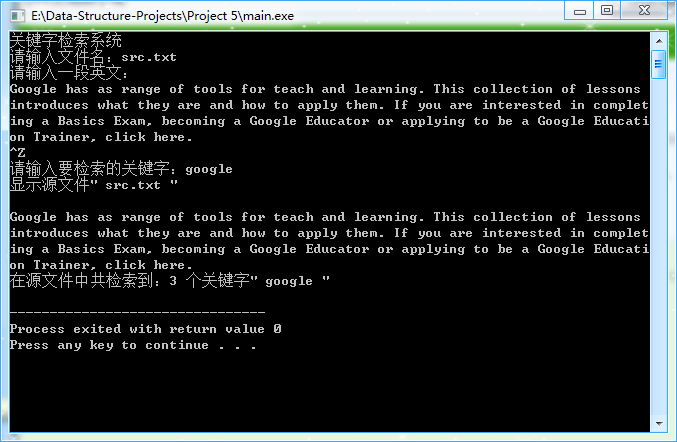 E:\Data-Structure-Projects\Project 5\main.exe
关键字检索系统
请输入文件名：src.txt
请输入一段英文：
Google has as range of tools for teach and learning. This collection of lessons
introduces what they are and how to apply them. If you are interested in complet
ing a Basics Exam, becoming a Google Educator or applying to be a Google Educati
on Trainer, click here.
^Z
请输入要检索的关键字：google
显示源文件" src.txt "
Google has as range of tools for teach and learning. This collection of lessons
introduces what they are and how to apply them. If you are interested in complet
ing a Basics Exam, becoming a Google Educator or applying to be a Google Educati
on Trainer, click here.
在源文件中共检索到：3 个关键字" google "
--------------------------------
Process exited with return value 0
Press any key to continue . . .